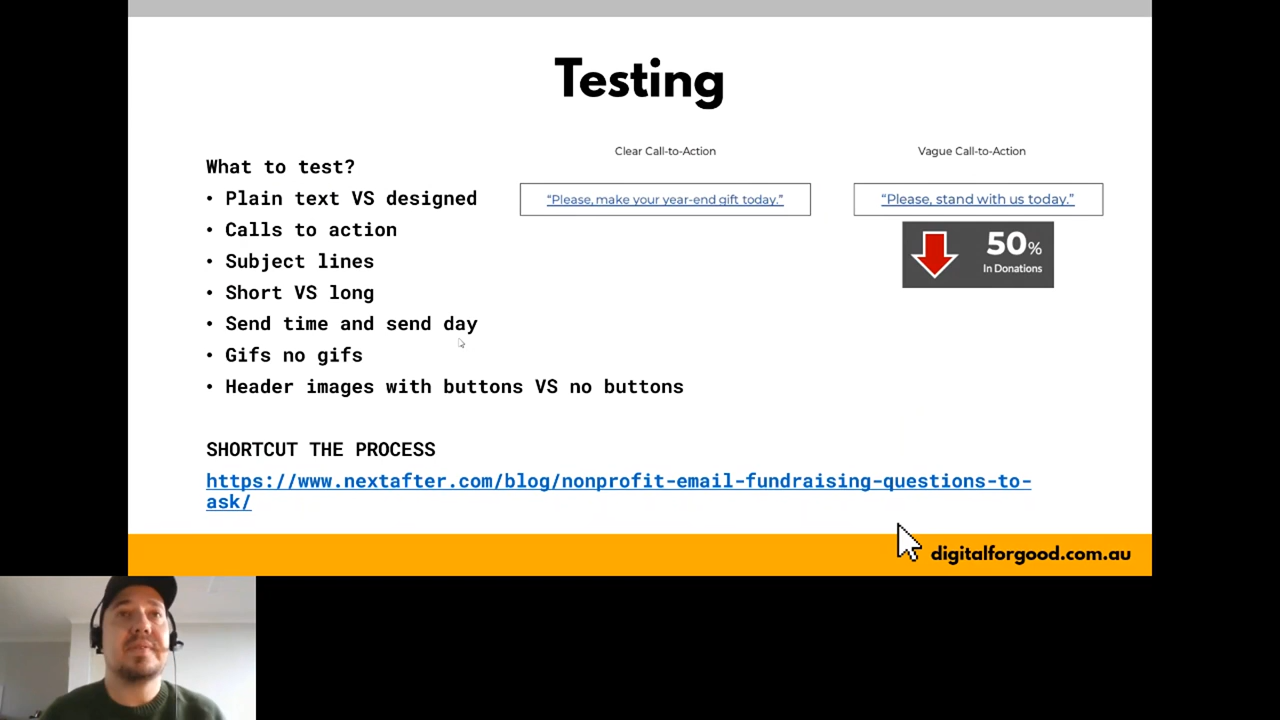 Testing
What to test?
• Plain text VS designed
• Calls to action
• Subject lines
• Short VS long
• Send time and send day
• Gifs no gifs
• Header images with buttons VS no buttons
Clear Call-to-Action
“Please, make your year-end gift today.”
Vague Call-to-Action
“Please, stand with us today.”
50%
In Donations
SHORTCUT THE PROCESS
https://www.nextafter.com/blog/nonprofit-email-fundraising-questions-to-
ask/
digitalforgood.com.au